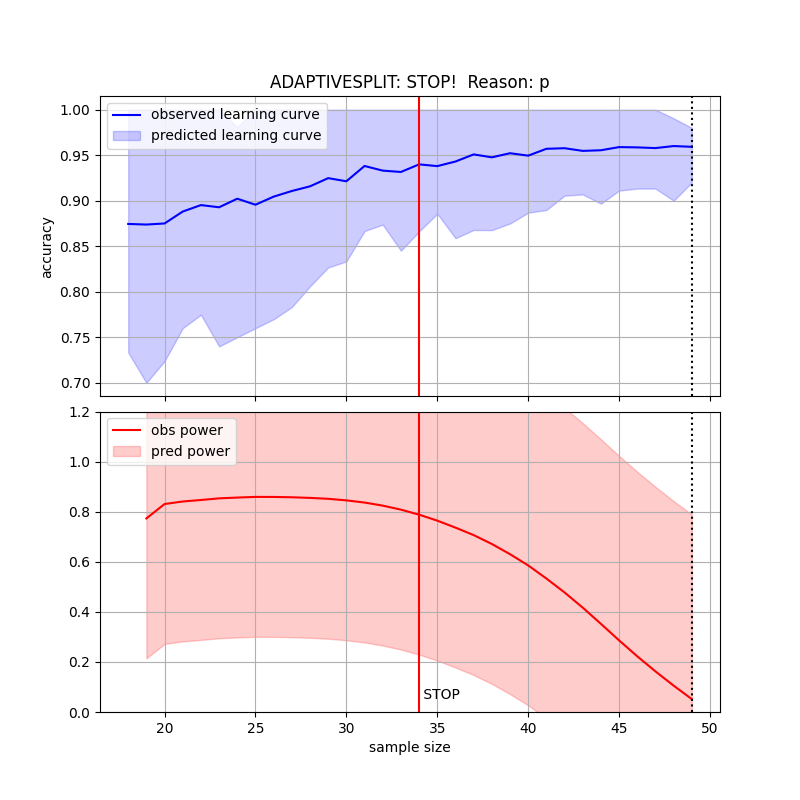 ADAPTIVESPLIT: STOP!  Reason: p
1.00
0.95
0.90
0.85
0.80
0.75
0.70
accuracy
observed learning curve
predicted learning curve
1.2
1.0
0.8
0.6
0.4
0.2
0.0
obs power
pred power
STOP
20 25 30 35 40 45 50
sample size